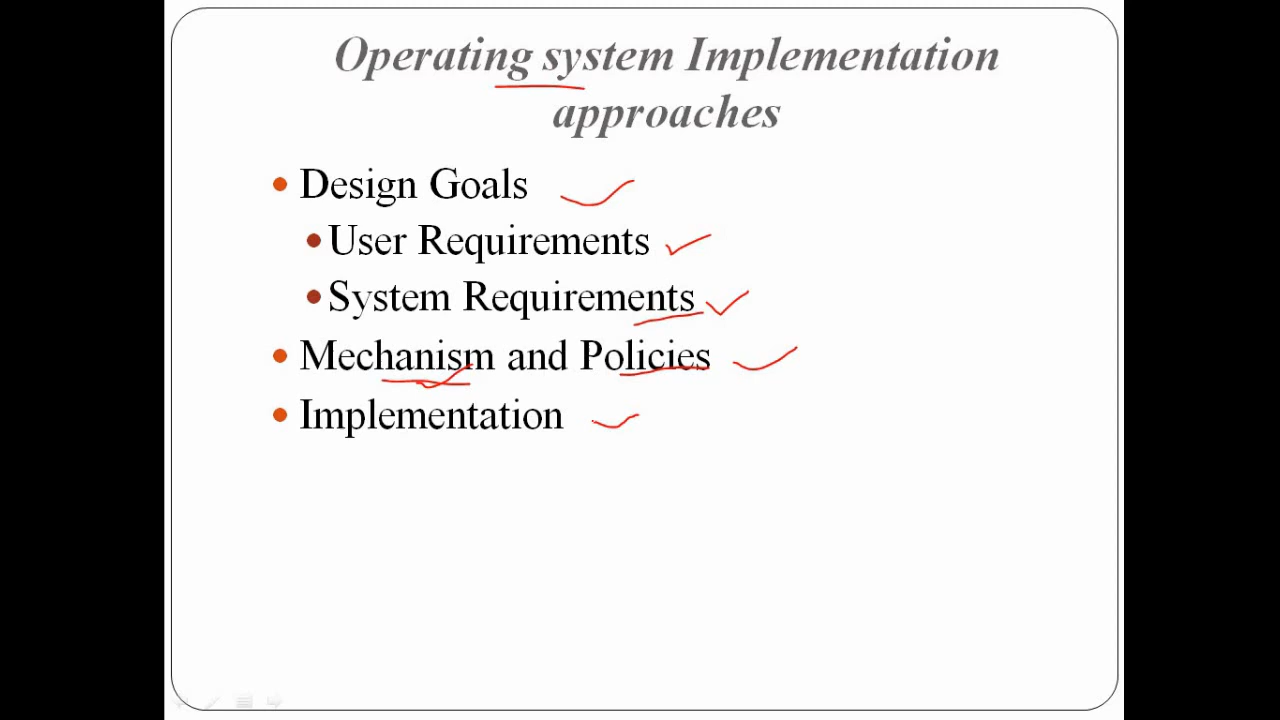 Operating system Implementation
approaches
• Design Goals
• User Requirements
• System Requirements
• Mechanism and Policies
• Implementation